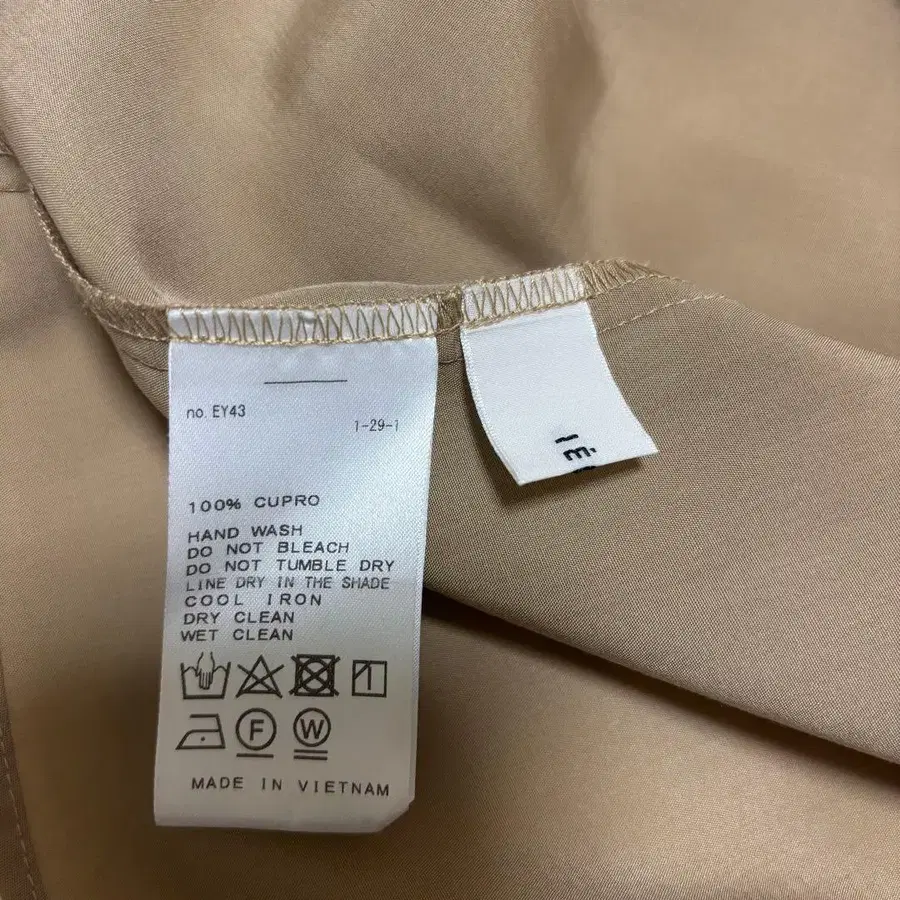 no. EY43
1-29-1
100% CUPRO
HAND WASH
DO NOT BLEACH
DO NOT TUMBLE DRY
LINE DRY IN THE SHADE
COOL IRON
DRY CLEAN
WET CLEAN
F
W
MADE IN VIETNAM